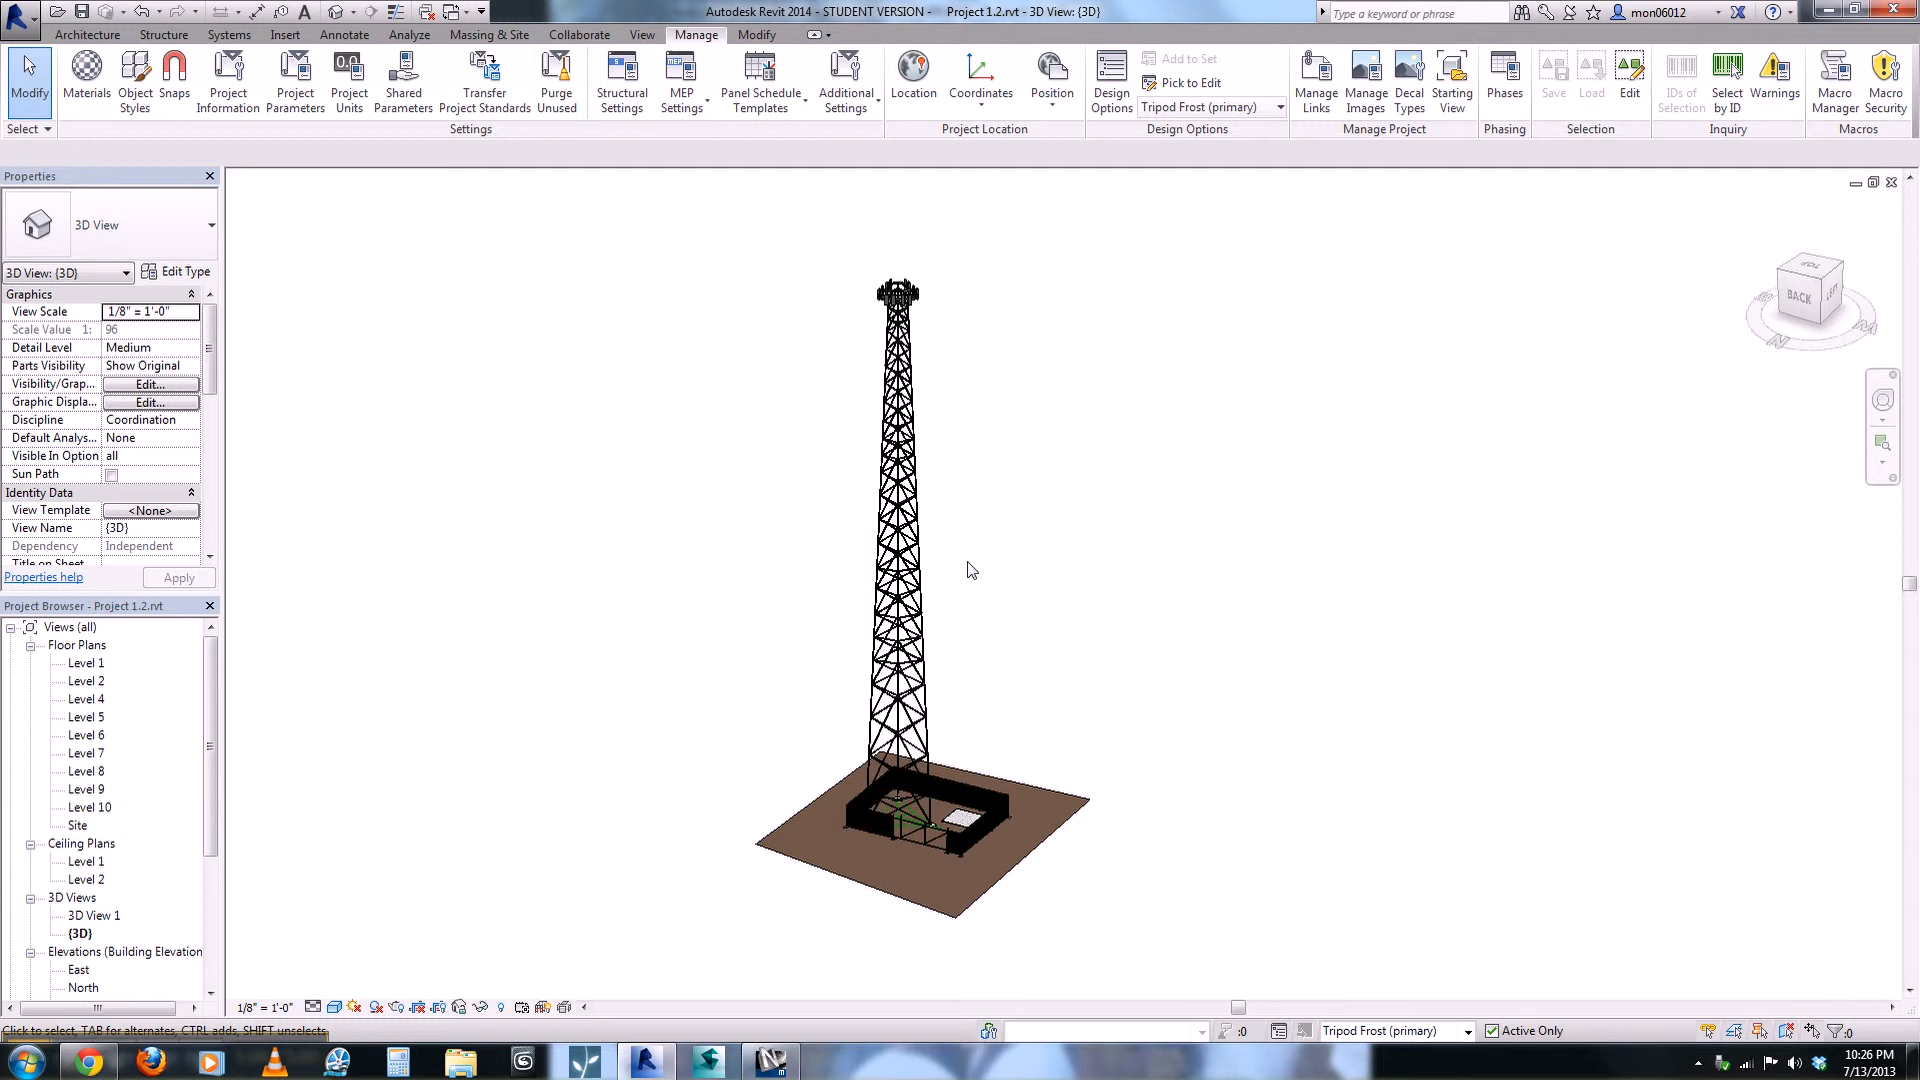 Autodesk Revit 2014 - STUDENT VERSION - Project 1.2.rvt - 3D View: {3D}
Type a keyword or phrase
mon06012
Architecture Structure Systems Insert Annotate Analyze Massing & Site Collaborate View Manage Modify
Modify
Materials
Object Styles
Snaps
Project Information
Project Parameters
Project Units
Shared Parameters
Transfer Project Standards
Purge Unused
Structural Settings
MEP Settings
Panel Schedule Templates
Additional Settings
Location
Coordinates
Position
Design Options
Add to Set
Pick to Edit
Tripod Frost (primary)
Manage Links
Manage Images
Decal Types
Starting View
Phases
Save
Load
Edit
IDs of Selection
Select by ID
Warnings
Macro Manager
Macro Security
Select Settings Project Location Design Options Manage Project Phasing Selection Inquiry Macros
Properties
3D View
3D View: {3D} Edit Type
Graphics
View Scale 1/8" = 1'-0"
Scale Value 1: 96
Detail Level Medium
Parts Visibility Show Original
Visibility/Grap... Edit...
Graphic Displa... Edit...
Discipline Coordination
Default Analys... None
Visible In Option all
Sun Path
Identity Data
View Template <None>
View Name {3D}
Dependency Independent
Title on Sheet
Properties help Apply
Project Browser - Project 1.2.rvt
Views (all)
Floor Plans
Level 1
Level 2
Level 4
Level 5
Level 6
Level 7
Level 8
Level 9
Level 10
Site
Ceiling Plans
Level 1
Level 2
3D Views
3D View 1
{3D}
Elevations (Building Elevation
East
North
TOP
BACK
LEFT
N
1/8" = 1'-0"
Click to select, TAB for alternates, CTRL adds, SHIFT unselects
:0
Tripod Frost (primary)
Active Only
:0
10:26 PM
7/13/2013